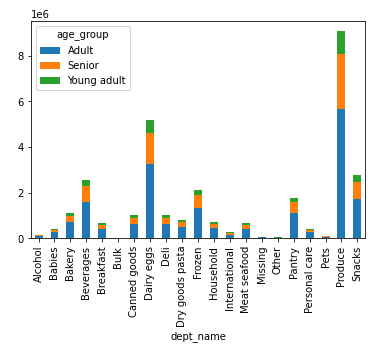 1e6
age_group
Adult
Senior
Young adult
8
6
4
2
0
Alcohol
Babies
Bakery
Beverages
Breakfast
Bulk
Canned goods
Dairy eggs
Deli
Dry goods pasta
Frozen
Household
International
Meat seafood
Missing
Other
Pantry
Personal care
Pets
Produce
Snacks
dept_name